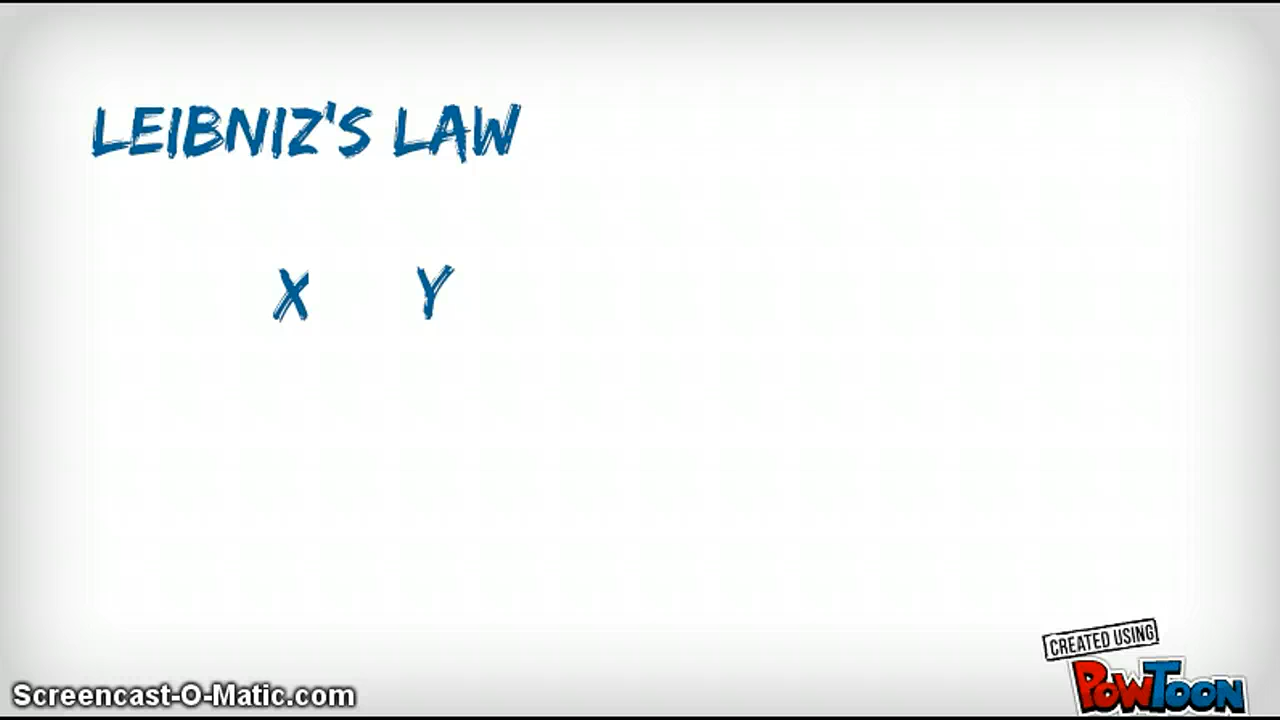 LEIBNIZ'S LAW
X Y
CREATED USING
POWTOON
Screencast-O-Matic.com